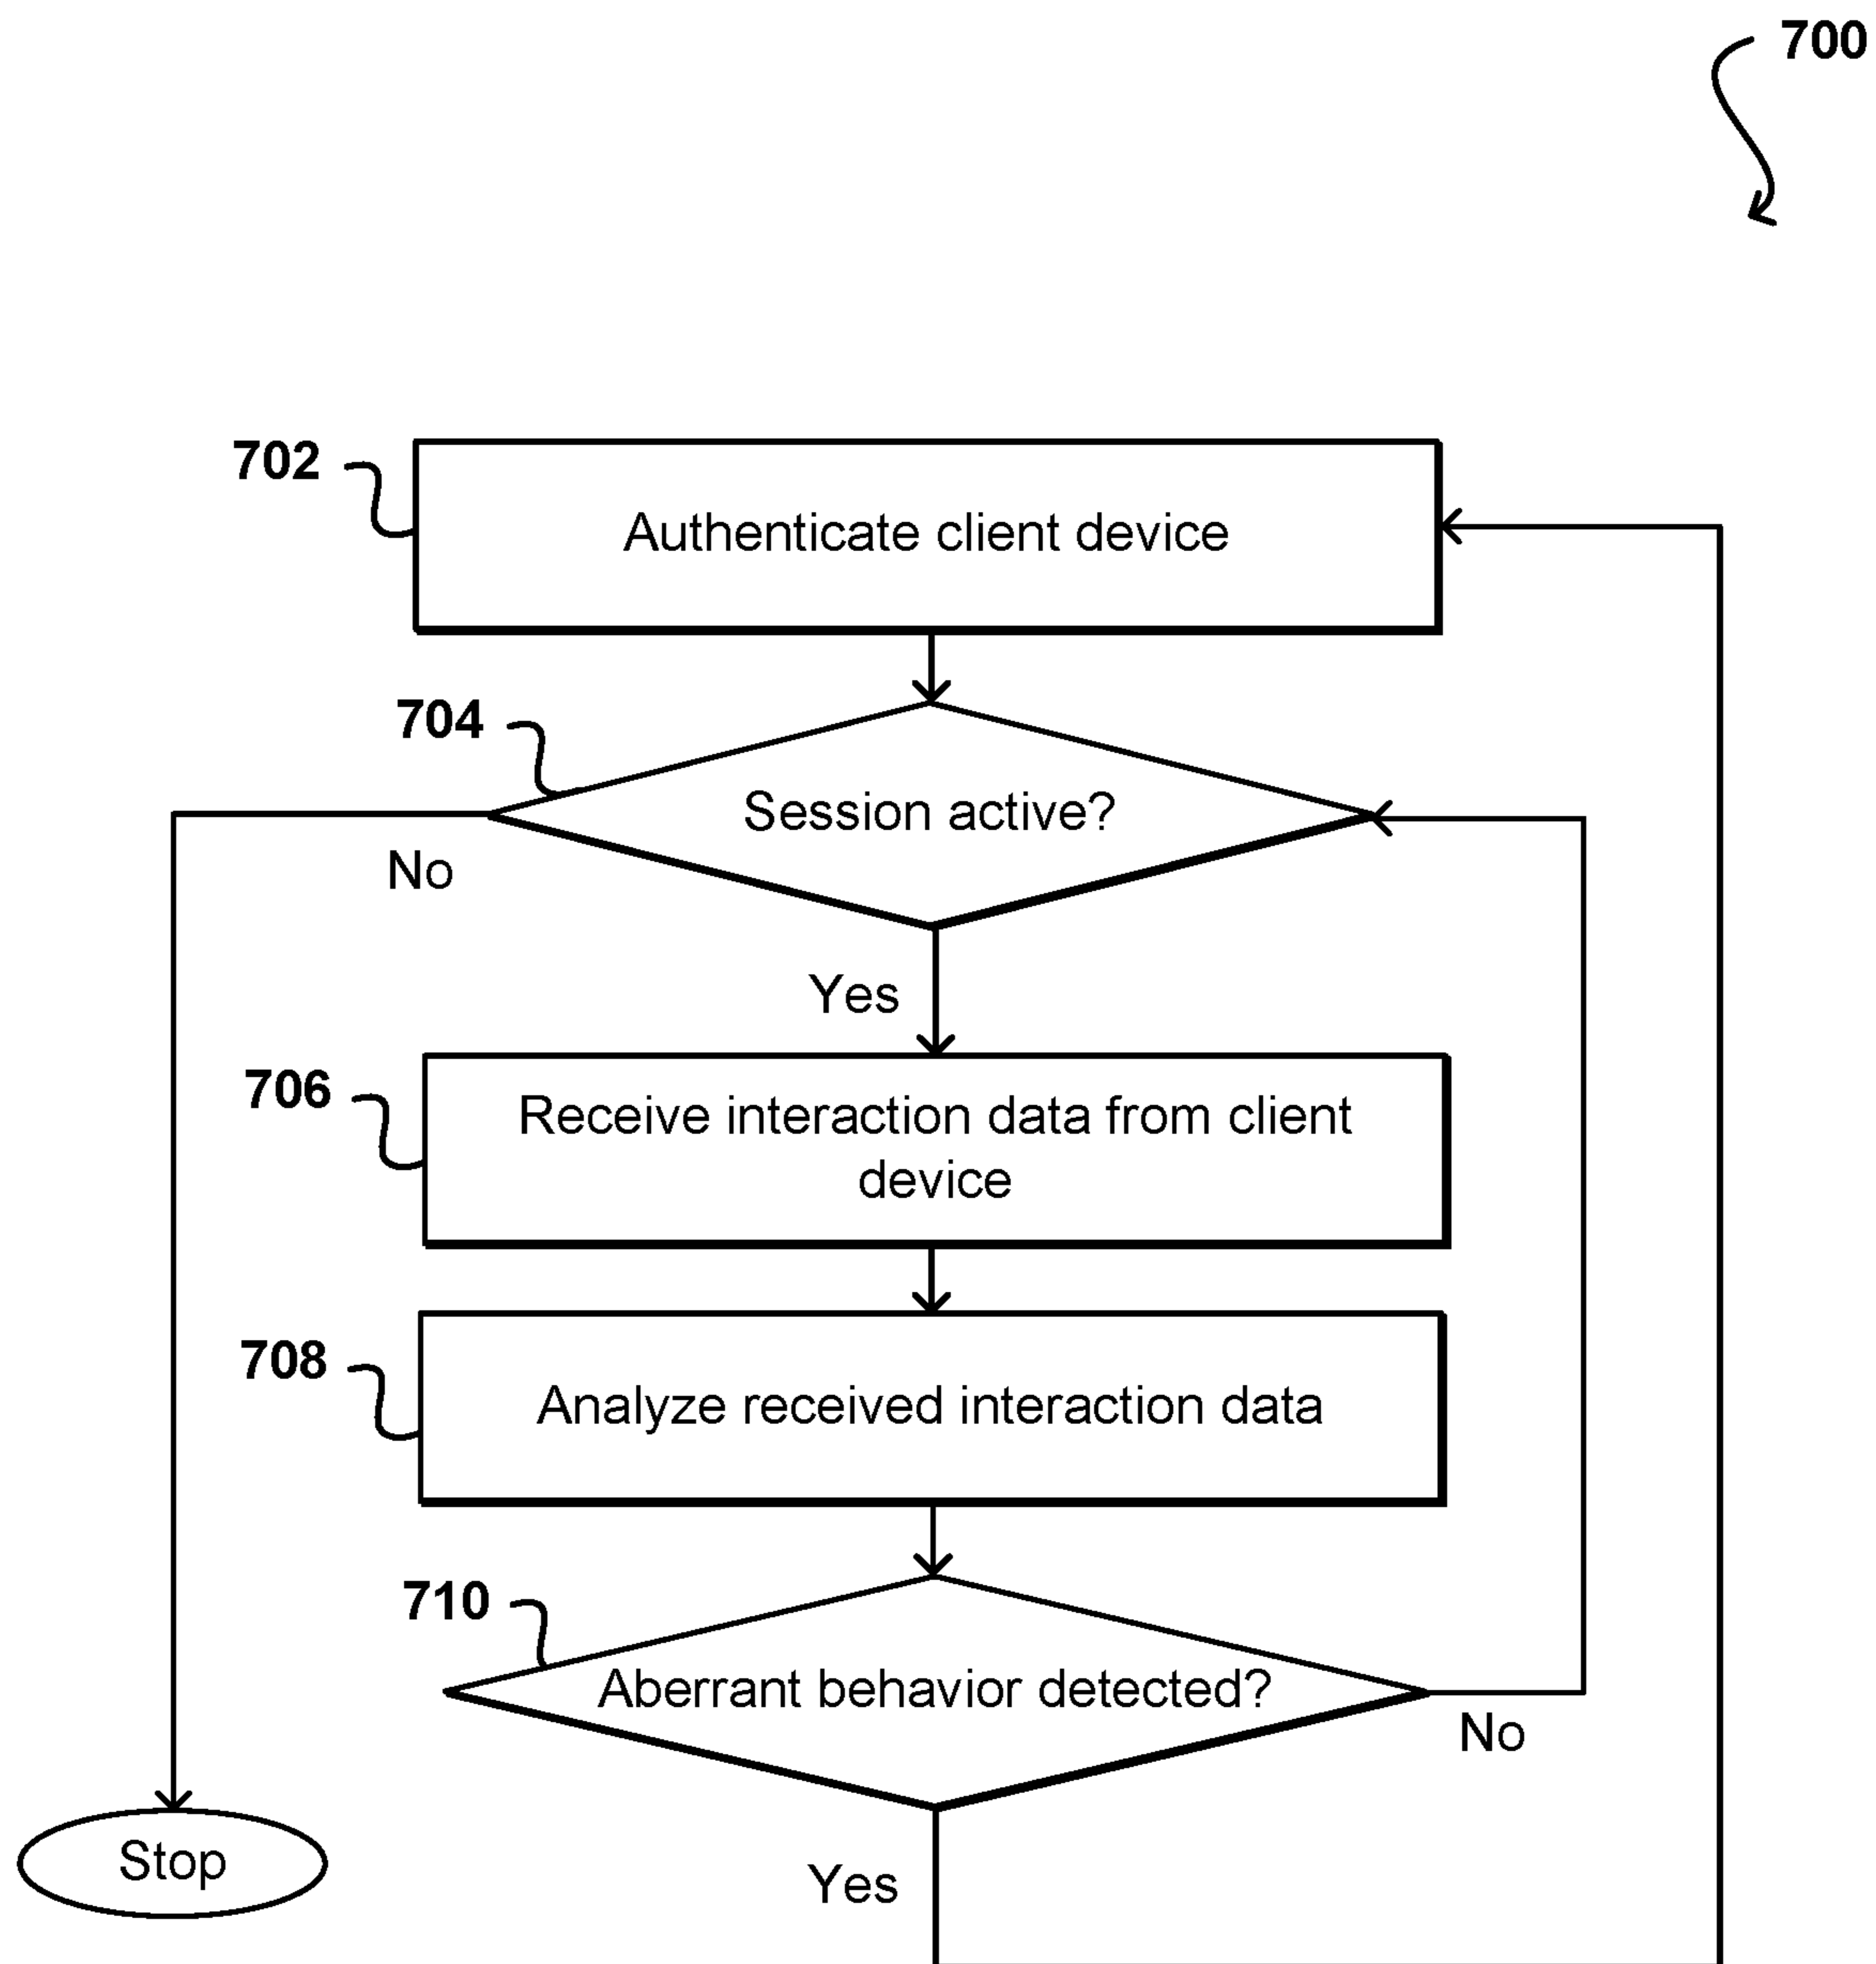 700
702
Authenticate client device
704
Session active?
No
Yes
706
Receive interaction data from client
device
708
Analyze received interaction data
710
Aberrant behavior detected?
No
Stop
Yes